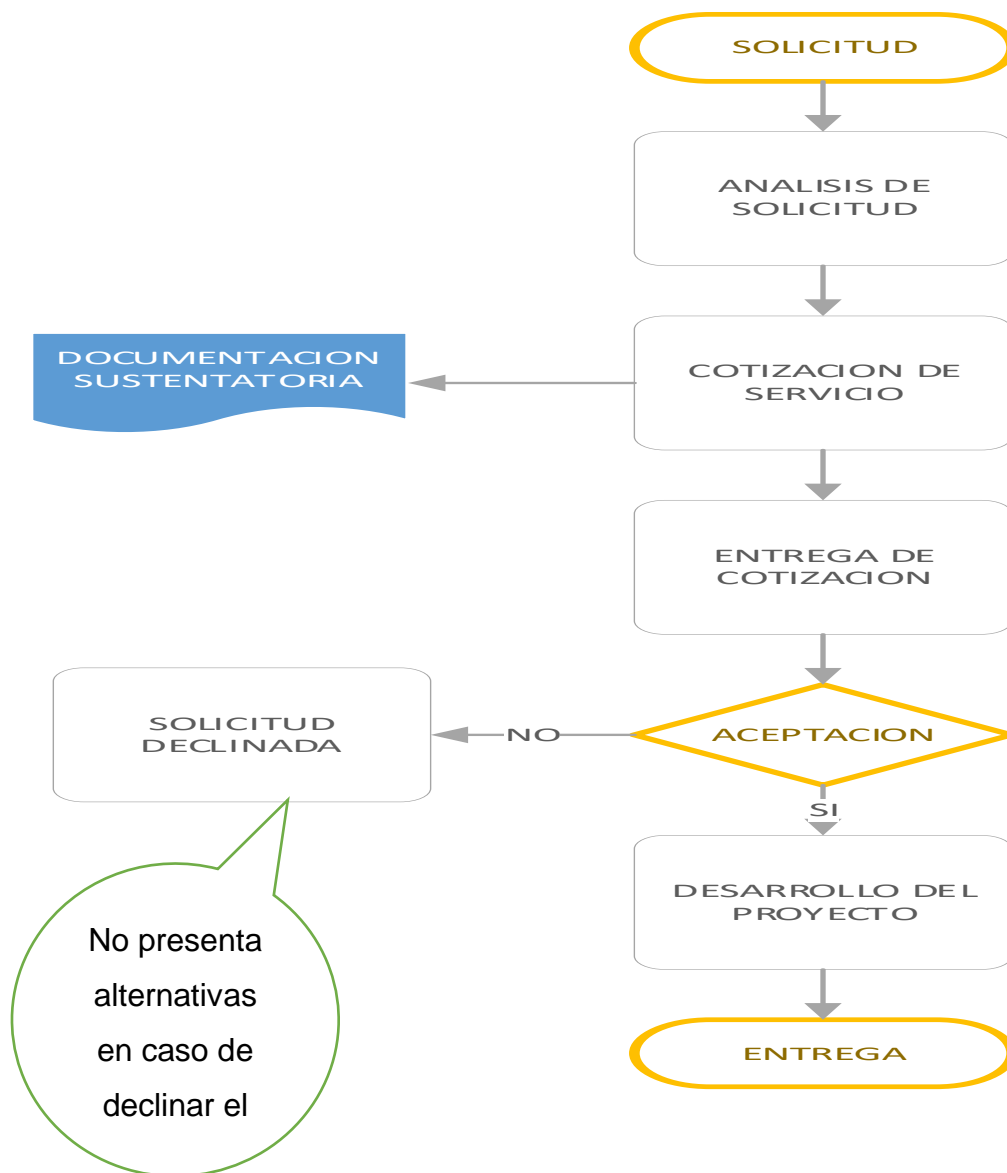 SOLICITUD
ANALISIS DE
SOLICITUD
DOCUMENTACION
SUSTENTATORIA
COTIZACION DE
SERVICIO
ENTREGA DE
COTIZACION
SOLICITUD
DECLINADA
NO
ACEPTACION
SI
DESARROLLO DEL
PROYECTO
No presenta
alternativas
en caso de
declinar el
ENTREGA